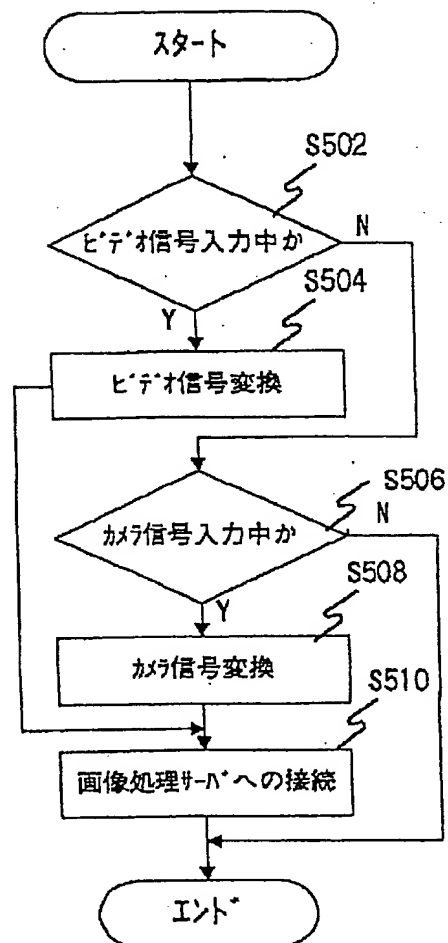 スタート
S502
ビデオ信号入力中か
N
S504
Y
ビデオ信号変換
S506
カメラ信号入力中か
N
S508
Y
カメラ信号変換
S510
画像処理サーバへの接続
エンド